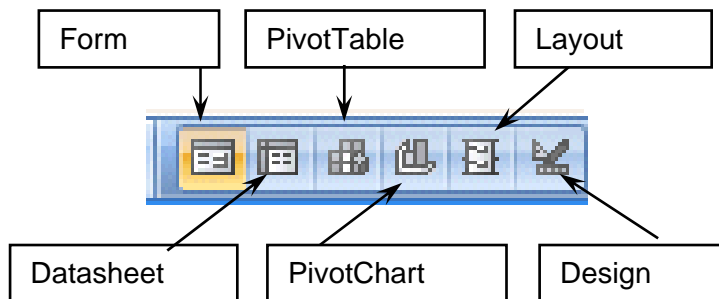 Form
PivotTable
Layout
Datasheet
PivotChart
Design